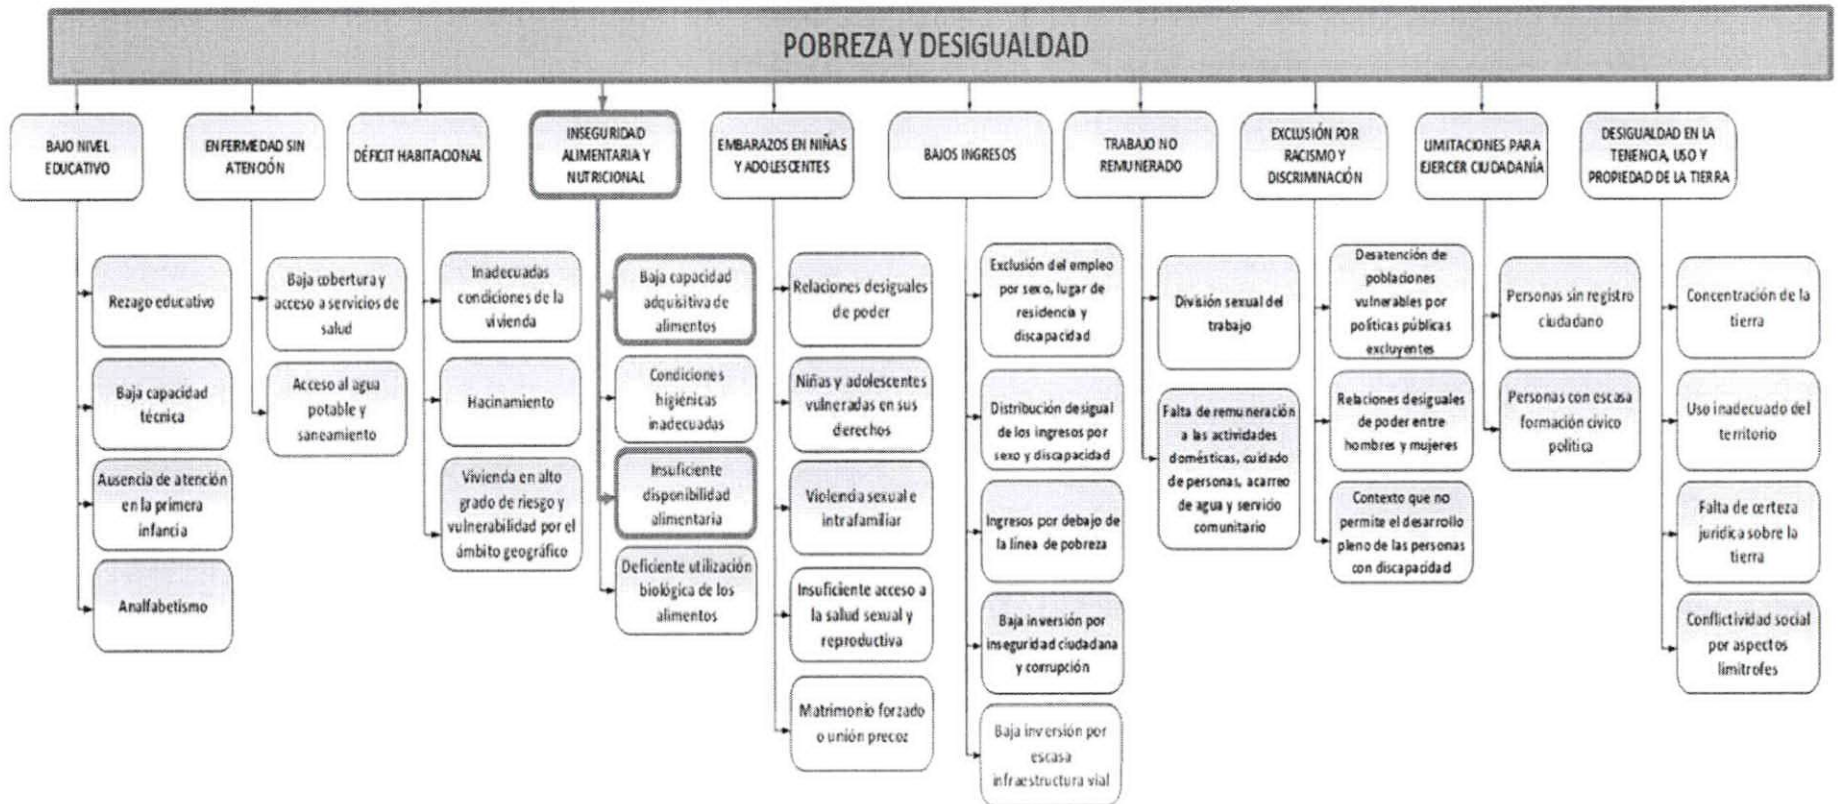 POBREZA Y DESIGUALDAD
BAJO NIVEL
EDUCATIVO
ENFERMEDAD SIN
ATENCIÓN
DÉFICIT HABITACIONAL
INSEGURIDAD
ALIMENTARIA Y
NUTRICIONAL
EMBARAZOS EN NIÑAS
Y ADOLESCENTES
BAJOS INGRESOS
TRABAJO NO
REMUNERADO
EXCLUSIÓN POR
RACISMO Y
DISCRIMINACIÓN
LIMITACIONES PARA
EJERCER CIUDADANÍA
DESIGUALDAD EN LA
TENENCIA, USO Y
PROPIEDAD DE LA TIERRA
Rezago educativo
Baja capacidad
técnica
Ausencia de atención
en la primera
infancia
Analfabetismo
Baja cobertura y
acceso a servicios de
salud
Acceso al agua
potable y
saneamiento
Inadecuadas
condiciones de la
vivienda
Hacinamiento
Vivienda en alto
grado de riesgo y
vulnerabilidad por el
ámbito geográfico
Baja capacidad
adquisitiva de
alimentos
Condiciones
higiénicas
inadecuadas
Insuficiente
disponibilidad
alimentaria
Deficiente utilización
biológica de los
alimentos
Relaciones desiguales
de poder
Niñas y adolescentes
vulneradas en sus
derechos
Violencia sexual e
intrafamiliar
Insuficiente acceso a
la salud sexual y
reproductiva
Matrimonio forzado
o unión precoz
Exclusión del empleo
por sexo, lugar de
residencia y
discapacidad
Distribución desigual
de los ingresos por
sexo y discapacidad
Ingresos por debajo de
la línea de pobreza
Baja inversión por
inseguridad ciudadana
y corrupción
Baja inversión por
escasa
infraestructura vial
División sexual del
trabajo
Falta de remuneración
a las actividades
domésticas, cuidado
de personas, acarreo
de agua y servicio
comunitario
Desatención de
poblaciones
vulnerables por
políticas públicas
excluyentes
Relaciones desiguales
de poder entre
hombres y mujeres
Contexto que no
permite el desarrollo
pleno de las personas
con discapacidad
Personas sin registro
ciudadano
Personas con escasa
formación cívico
política
Concentración de la
tierra
Uso inadecuado del
territorio
Falta de certeza
jurídica sobre la
tierra
Conflictividad social
por aspectos
limítrofes